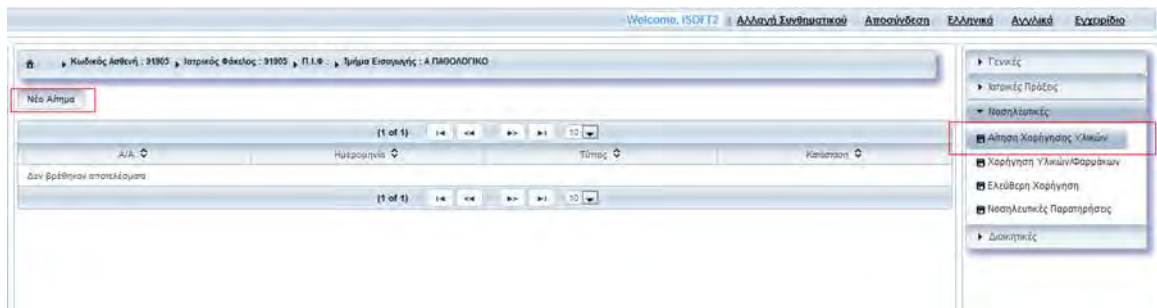 Welcome, ISOFT2 | Αλλαγή Συνθηματικού Αποσύνδεση Ελληνικά Αγγλικά Εγχειρίδιο
Κωδικός Ασθενή : 91905 Ιατρικός Φάκελος : 91905 Π.Ι.Φ : Τμήμα Εισαγωγής : Α ΠΑΘΟΛΟΓΙΚΟ
Νέο Αίτημα
(1 of 1) 10
Α/Α Ημερομηνία Τύπος Κατάσταση
Δεν βρέθηκαν αποτελέσματα
(1 of 1) 10
Γενικές
Ιατρικές Πράξεις
Νοσηλευτικές
Αίτηση Χορήγησης Υλικών
Χορήγηση Υλικών/Φαρμάκων
Ελεύθερη Χορήγηση
Νοσηλευτικές Παρατηρήσεις
Διοικητικές